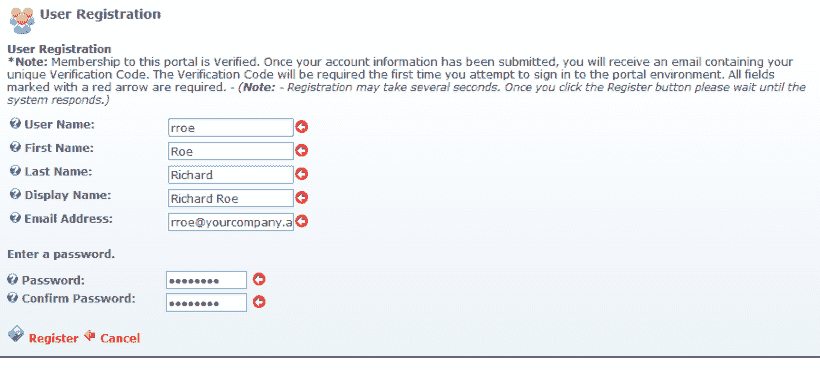 User Registration
User Registration
*Note: Membership to this portal is Verified. Once your account information has been submitted, you will receive an email containing your
unique Verification Code. The Verification Code will be required the first time you attempt to sign in to the portal environment. All fields
marked with a red arrow are required. - (Note: - Registration may take several seconds. Once you click the Register button please wait until the
system responds.)
User Name: rroe
First Name: Roe
Last Name: Richard
Display Name: Richard Roe
Email Address: rroe@yourcompany.a
Enter a password.
Password: ••••••••
Confirm Password: ••••••••
Register Cancel